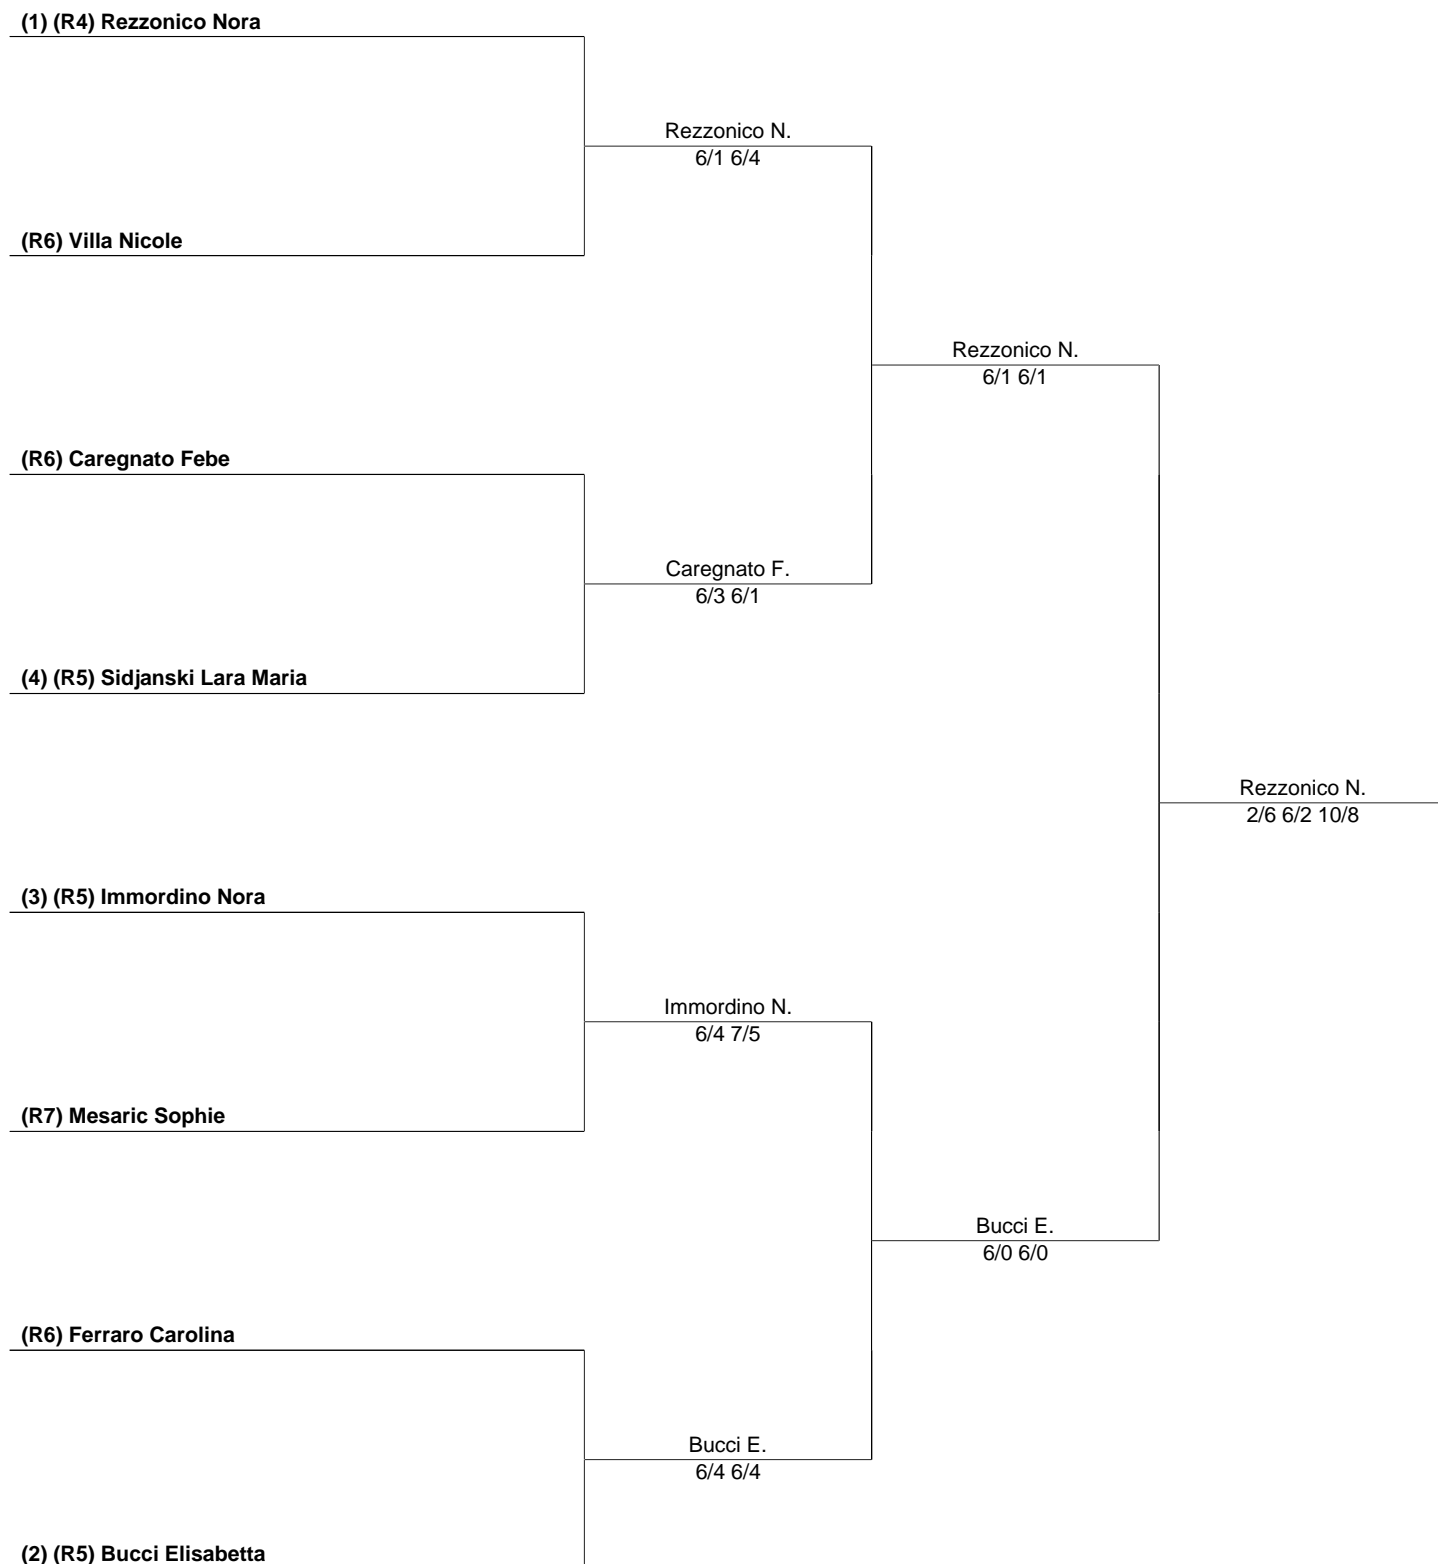 (1) (R4) Rezzonico Nora
Rezzonico N.
6/1 6/4
(R6) Villa Nicole
Rezzonico N.
6/1 6/1
(R6) Caregnato Febe
Caregnato F.
6/3 6/1
(4) (R5) Sidjanski Lara Maria
Rezzonico N.
2/6 6/2 10/8
(3) (R5) Immordino Nora
Immordino N.
6/4 7/5
(R7) Mesaric Sophie
Bucci E.
6/0 6/0
(R6) Ferraro Carolina
Bucci E.
6/4 6/4
(2) (R5) Bucci Elisabetta